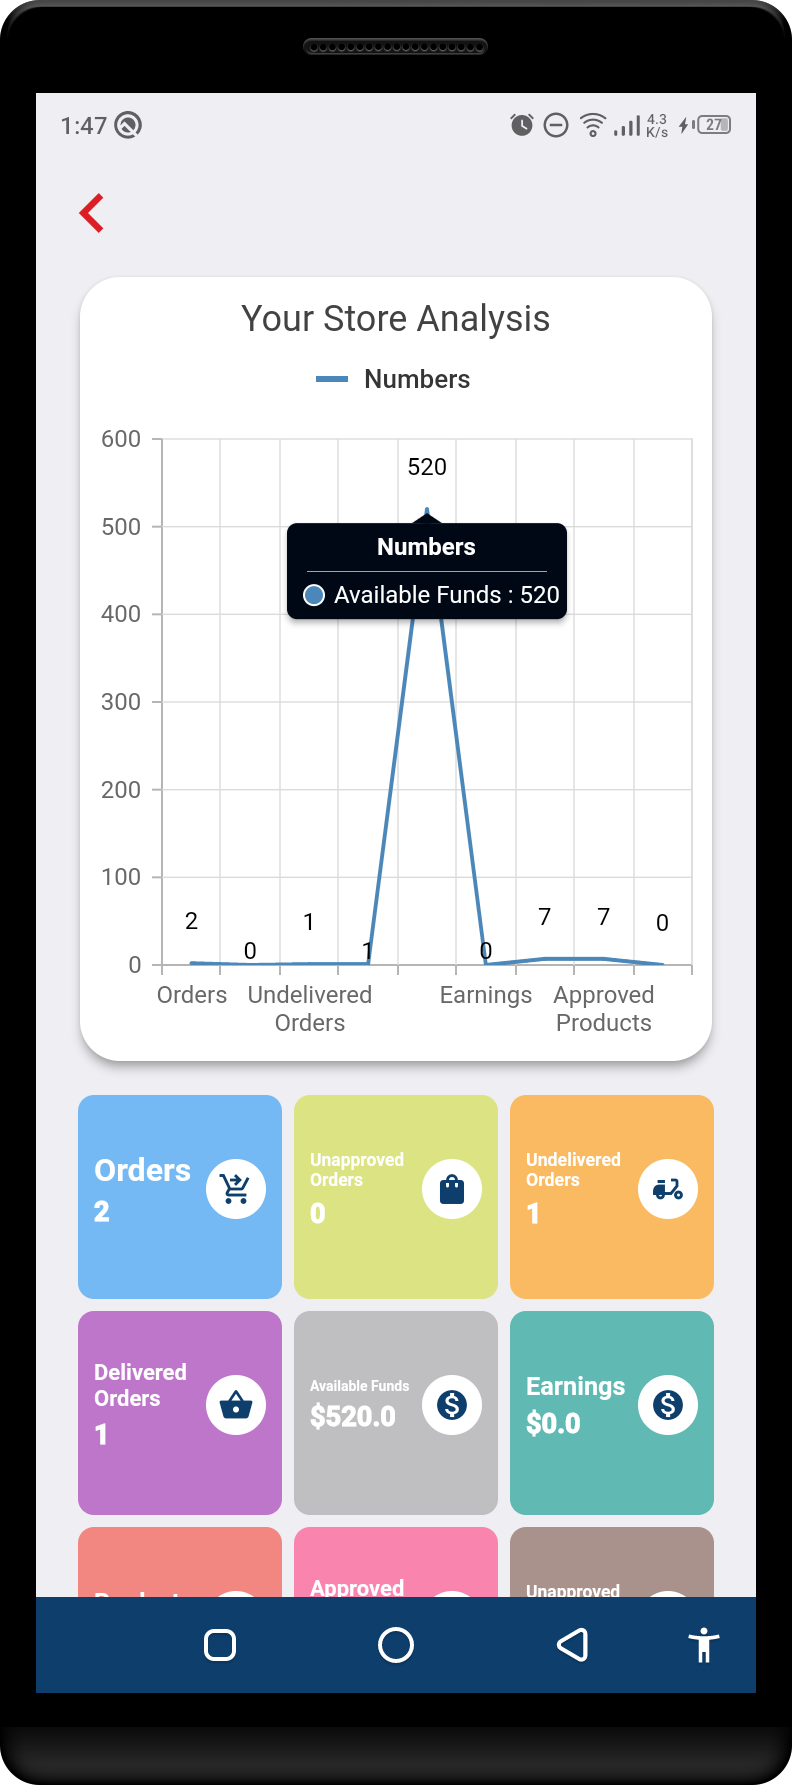 1:47
4.3
K/s
27
Your Store Analysis
Numbers
600
520
500
Numbers
Available Funds : 520
400
300
200
100
2
0
1
1
0
7
7
0
0
Orders
Undelivered
Orders
Earnings
Approved
Products
Orders
2
Unapproved
Orders
0
Undelivered
Orders
1
Delivered
Orders
1
Available Funds
$520.0
Earnings
$0.0
Approved
Unapproved